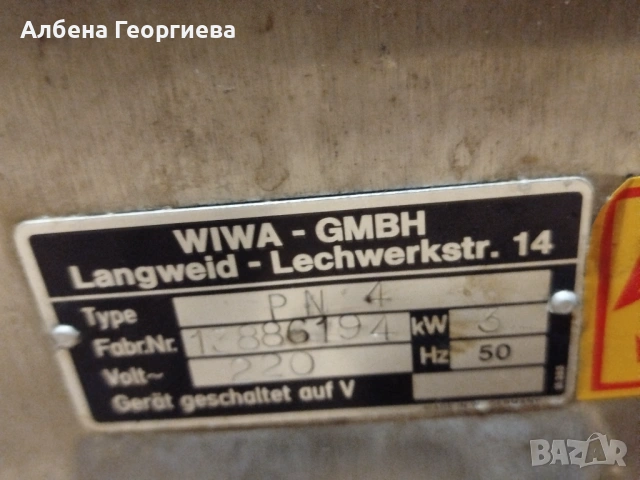 Албена Георгиева
WIWA - GMBH
Langweid - Lechwerkstr. 14
Type PN 4
Fabr.Nr. 13886194 kW 3
Volt~ 220 Hz 50
Gerät geschaltet auf V
BAZAR